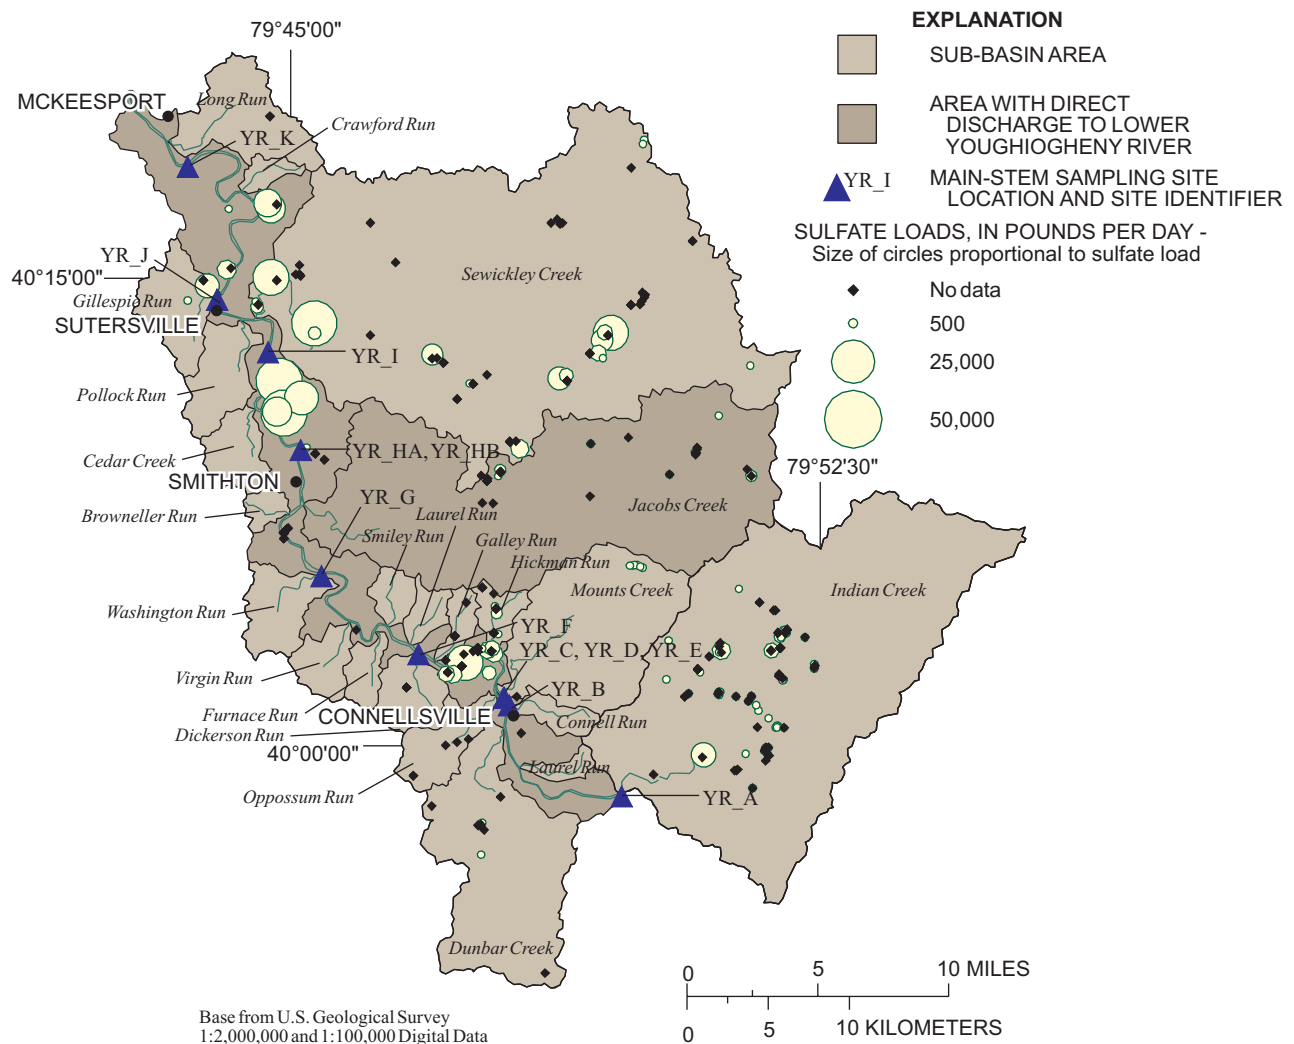 79°45'00"
EXPLANATION
SUB-BASIN AREA
MCKEESPORT
Long Run
Crawford Run
YR_K
AREA WITH DIRECT
DISCHARGE TO LOWER
YOUGHIOGHENY RIVER
YR_I
MAIN-STEM SAMPLING SITE
LOCATION AND SITE IDENTIFIER
SULFATE LOADS, IN POUNDS PER DAY -
Size of circles proportional to sulfate load
No data
500
25,000
50,000
YR_J
40°15'00"
Sewickley Creek
Gillespie Run
SUTERSVILLE
YR_I
Pollock Run
Cedar Creek
YR_HA, YR_HB
79°52'30"
SMITHTON
YR_G
Browneller Run
Laurel Run
Jacobs Creek
Smiley Run
Galley Run
Hickman Run
Mounts Creek
Indian Creek
Washington Run
YR_F
YR_C, YR_D, YR_E
Virgin Run
YR_B
Furnace Run
CONNELLSVILLE
Connell Run
Dickerson Run
40°00'00"
Laurel Run
Oppossum Run
YR_A
Dunbar Creek
0 5 10 MILES
0 5 10 KILOMETERS
Base from U.S. Geological Survey
1:2,000,000 and 1:100,000 Digital Data